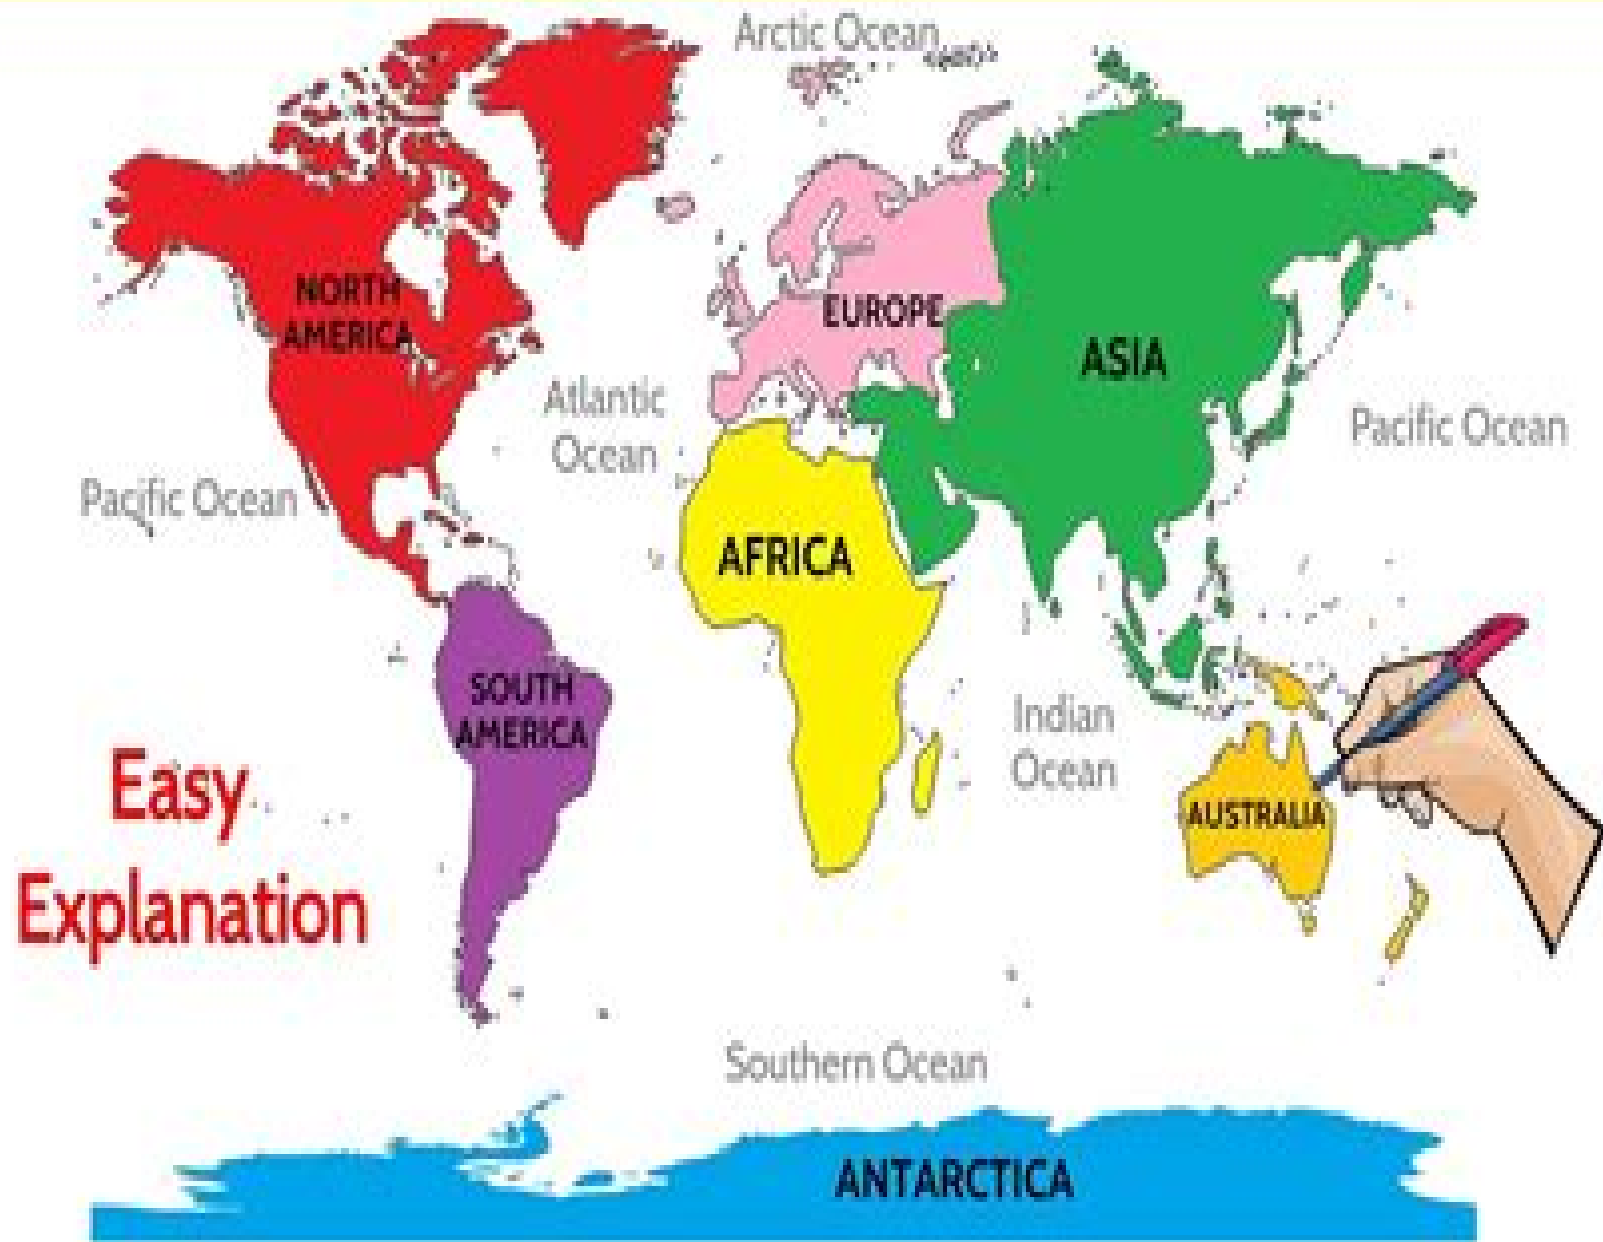 Arctic Ocean
NORTH
AMERICA
EUROPE
ASIA
Atlantic
Ocean
Pacific Ocean
Pacific Ocean
AFRICA
SOUTH
AMERICA
Indian
Ocean
AUSTRALIA
Easy
Explanation
Southern Ocean
ANTARCTICA